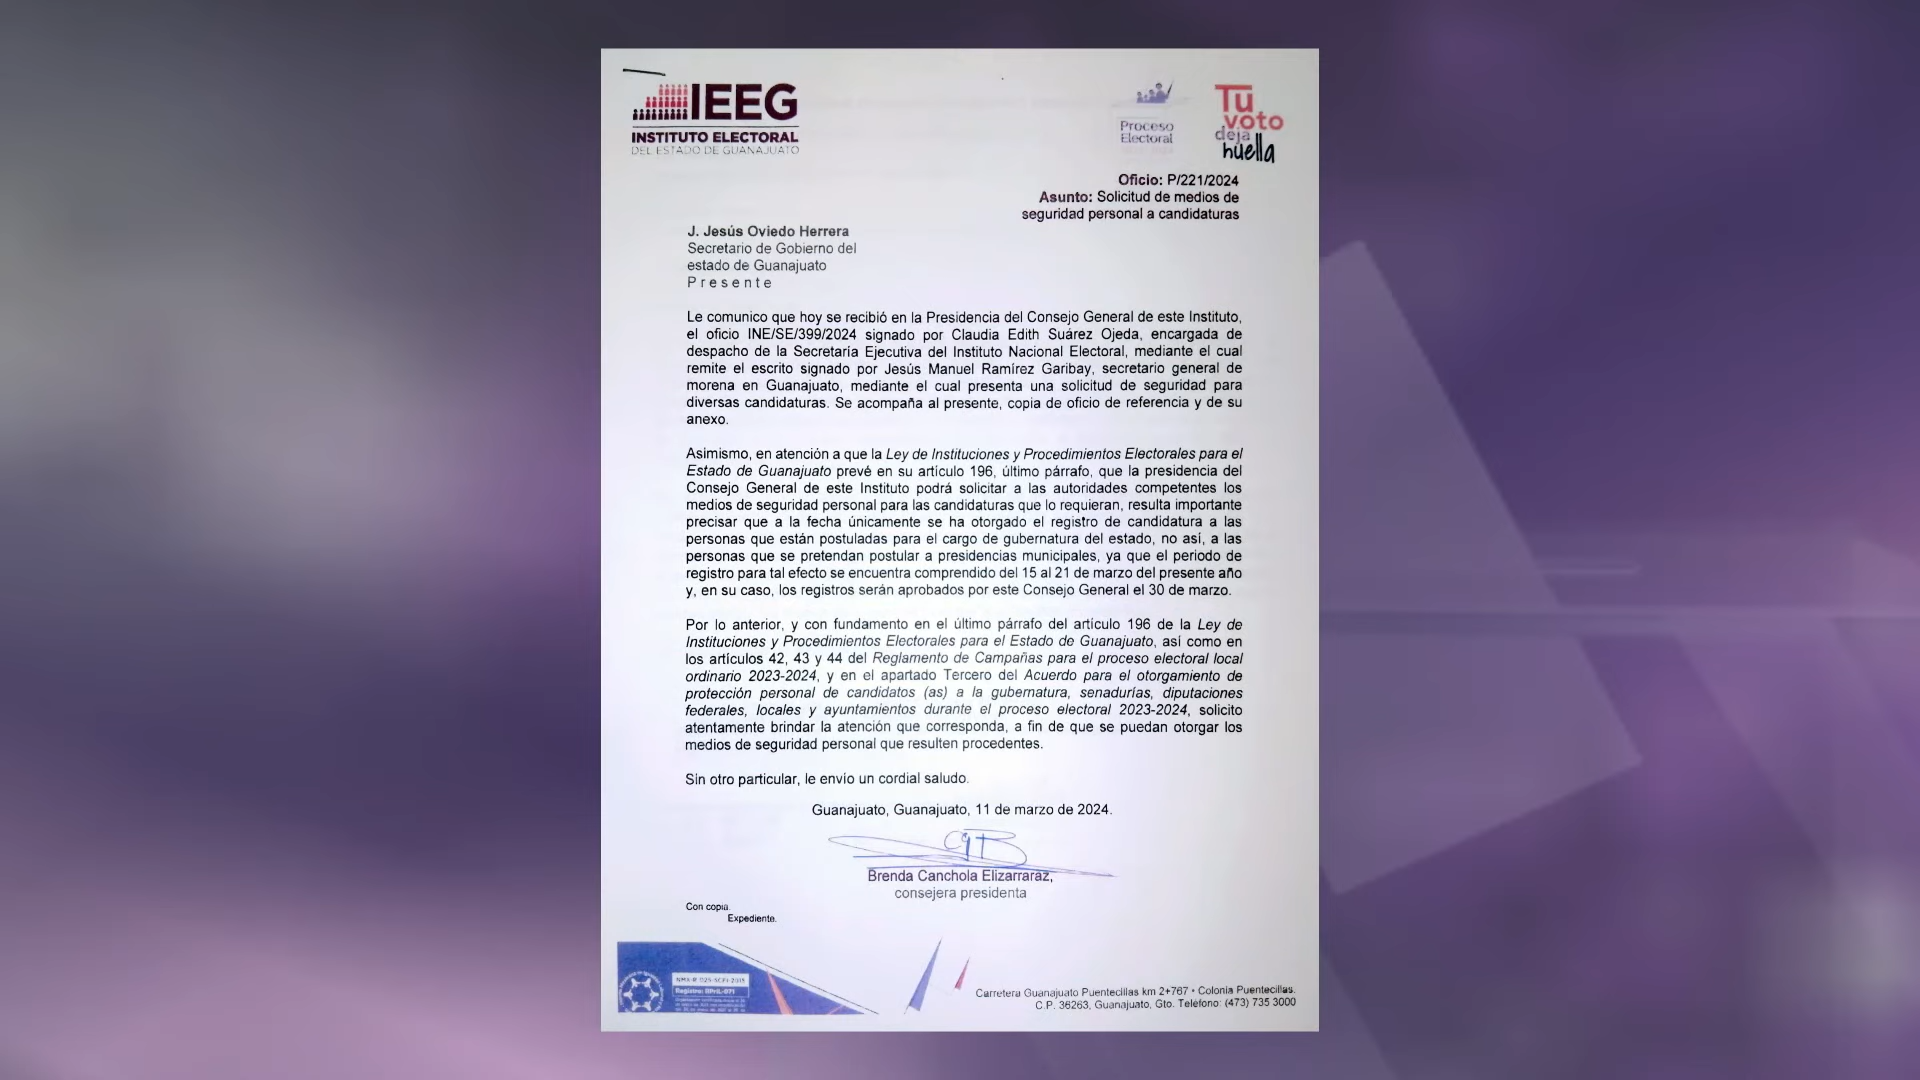 IEEG
INSTITUTO ELECTORAL
DEL ESTADO DE GUANAJUATO
Proceso
Electoral
Tu
voto
deja
huella
Oficio: P/221/2024
Asunto: Solicitud de medios de
seguridad personal a candidaturas
J. Jesús Oviedo Herrera
Secretario de Gobierno del
estado de Guanajuato
P r e s e n t e
Le comunico que hoy se recibió en la Presidencia del Consejo General de este Instituto,
el oficio INE/SE/399/2024 signado por Claudia Edith Suárez Ojeda, encargada de
despacho de la Secretaría Ejecutiva del Instituto Nacional Electoral, mediante el cual
remite el escrito signado por Jesús Manuel Ramírez Garibay, secretario general de
morena en Guanajuato, mediante el cual presenta una solicitud de seguridad para
diversas candidaturas. Se acompaña al presente, copia de oficio de referencia y de su
anexo.
Asimismo, en atención a que la Ley de Instituciones y Procedimientos Electorales para el
Estado de Guanajuato prevé en su artículo 196, último párrafo, que la presidencia del
Consejo General de este Instituto podrá solicitar a las autoridades competentes los
medios de seguridad personal para las candidaturas que lo requieran, resulta importante
precisar que a la fecha únicamente se ha otorgado el registro de candidatura a las
personas que están postuladas para el cargo de gubernatura del estado, no así, a las
personas que se pretendan postular a presidencias municipales, ya que el periodo de
registro para tal efecto se encuentra comprendido del 15 al 21 de marzo del presente año
y, en su caso, los registros serán aprobados por este Consejo General el 30 de marzo.
Por lo anterior, y con fundamento en el último párrafo del artículo 196 de la Ley de
Instituciones y Procedimientos Electorales para el Estado de Guanajuato, así como en
los artículos 42, 43 y 44 del Reglamento de Campañas para el proceso electoral local
ordinario 2023-2024, y en el apartado Tercero del Acuerdo para el otorgamiento de
protección personal de candidatos (as) a la gubernatura, senadurías, diputaciones
federales, locales y ayuntamientos durante el proceso electoral 2023-2024, solicito
atentamente brindar la atención que corresponda, a fin de que se puedan otorgar los
medios de seguridad personal que resulten procedentes.
Sin otro particular, le envío un cordial saludo.
Guanajuato, Guanajuato, 11 de marzo de 2024.
Brenda Canchola Elizarraraz,
consejera presidenta
Con copia.
Expediente.
NMX-R-025-SCFI-2015
Registro: RPrIL-071
Carretera Guanajuato Puentecillas km 2+767 • Colonia Puentecillas.
C.P. 36263, Guanajuato, Gto. Teléfono: (473) 735 3000